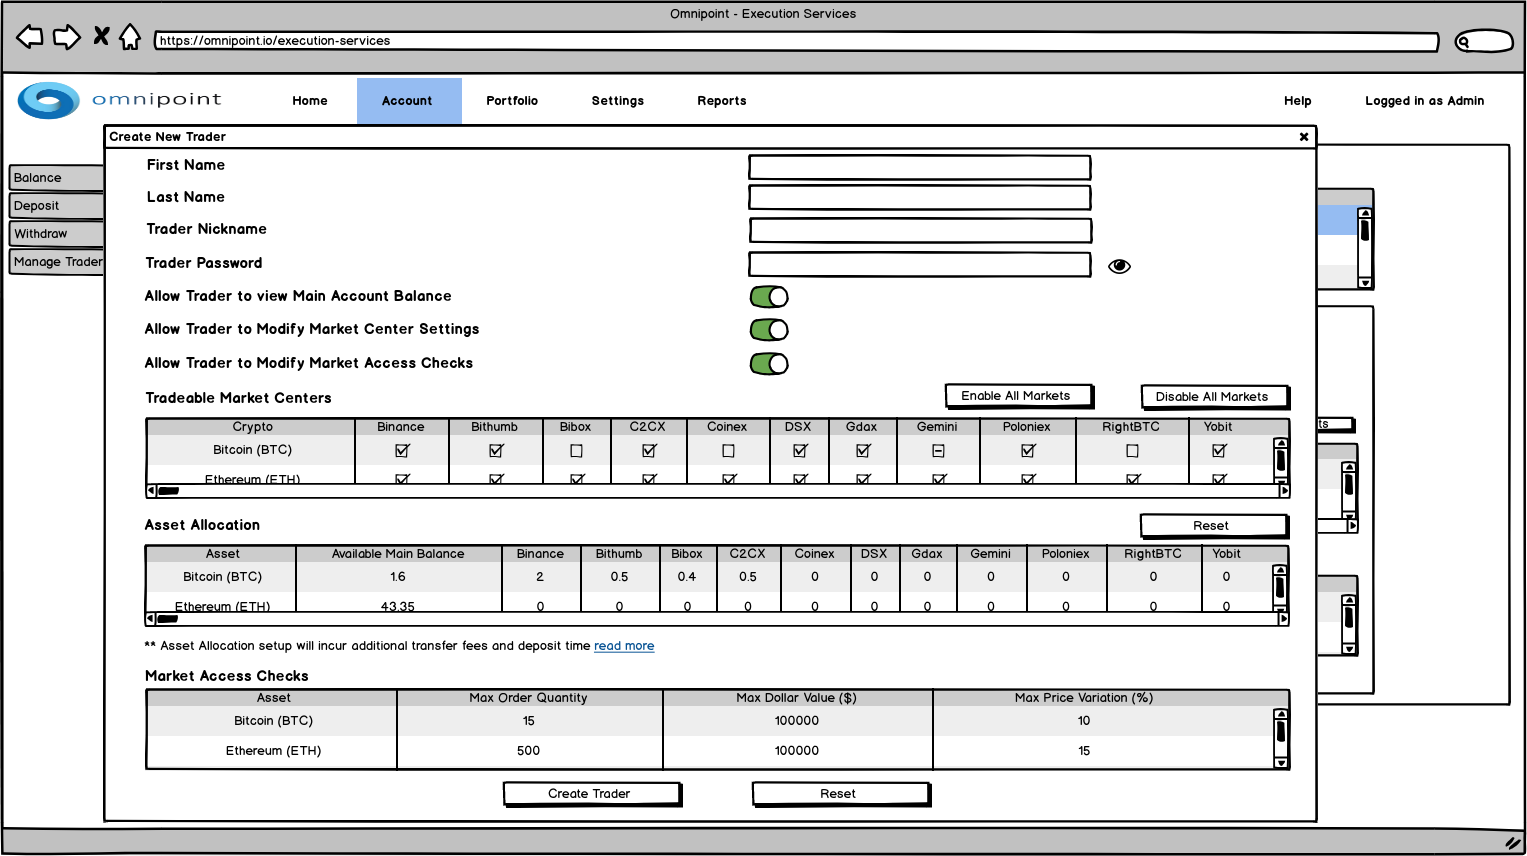 Omnipoint - Execution Services
https://omnipoint.io/execution-services
omnipoint Home Account Portfolio Settings Reports Help Logged in as Admin
Create New Trader
First Name
Balance
Last Name
Deposit
Trader Nickname
Withdraw
Trader Password
Manage Trader
Allow Trader to view Main Account Balance
Allow Trader to Modify Market Center Settings
Allow Trader to Modify Market Access Checks
Tradeable Market Centers Enable All Markets Disable All Markets
Crypto Binance Bithumb Bibox C2CX Coinex DSX Gdax Gemini Poloniex RightBTC Yobit
ts
Bitcoin (BTC)
Ethereum (ETH)
Asset Allocation Reset
Asset Available Main Balance Binance Bithumb Bibox C2CX Coinex DSX Gdax Gemini Poloniex RightBTC Yobit
Bitcoin (BTC) 1.6 2 0.5 0.4 0.5 0 0 0 0 0 0 0
Ethereum (ETH) 43.35 0 0 0 0 0 0 0 0 0 0 0
** Asset Allocation setup will incur additional transfer fees and deposit time read more
Market Access Checks
Asset Max Order Quantity Max Dollar Value ($) Max Price Variation (%)
Bitcoin (BTC) 15 100000 10
Ethereum (ETH) 500 100000 15
Create Trader Reset